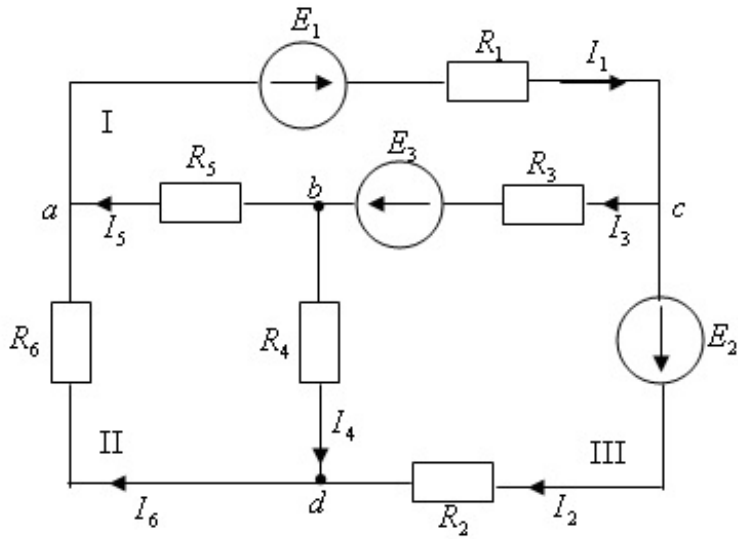 E₁
R₁
I₁
I
R₅
b
E₃
R₃
a
I₅
I₃
c
R₆
R₄
E₂
I₄
II
III
I₆
d
R₂
I₂